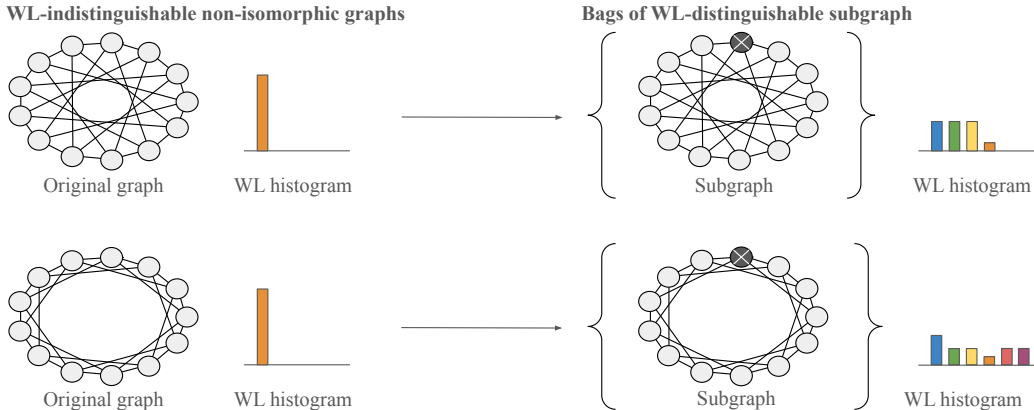 WL-indistinguishable non-isomorphic graphs
Bags of WL-distinguishable subgraph
Original graph
WL histogram
Subgraph
WL histogram
Original graph
WL histogram
Subgraph
WL histogram